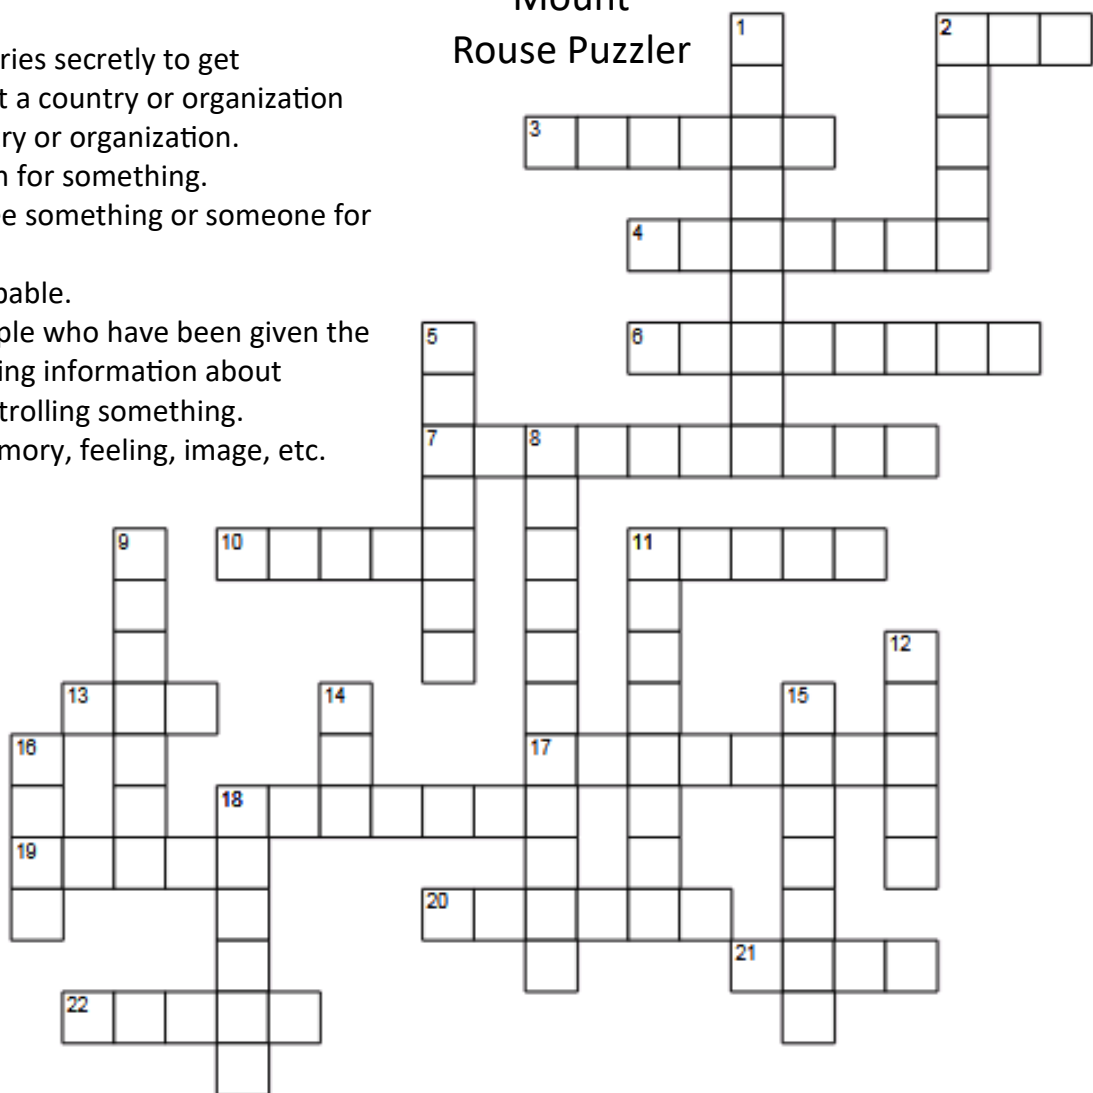 Mount
Rouse Puzzler
ries secretly to get
t a country or organization
ry or organization.
for something.
e something or someone for
pable.
ple who have been given the
ing information about
trolling something.
mory, feeling, image, etc.
1 2
3
4
5 6
7 8
9 10 11
12
13 14 15
16 17
18
19
20
21
22